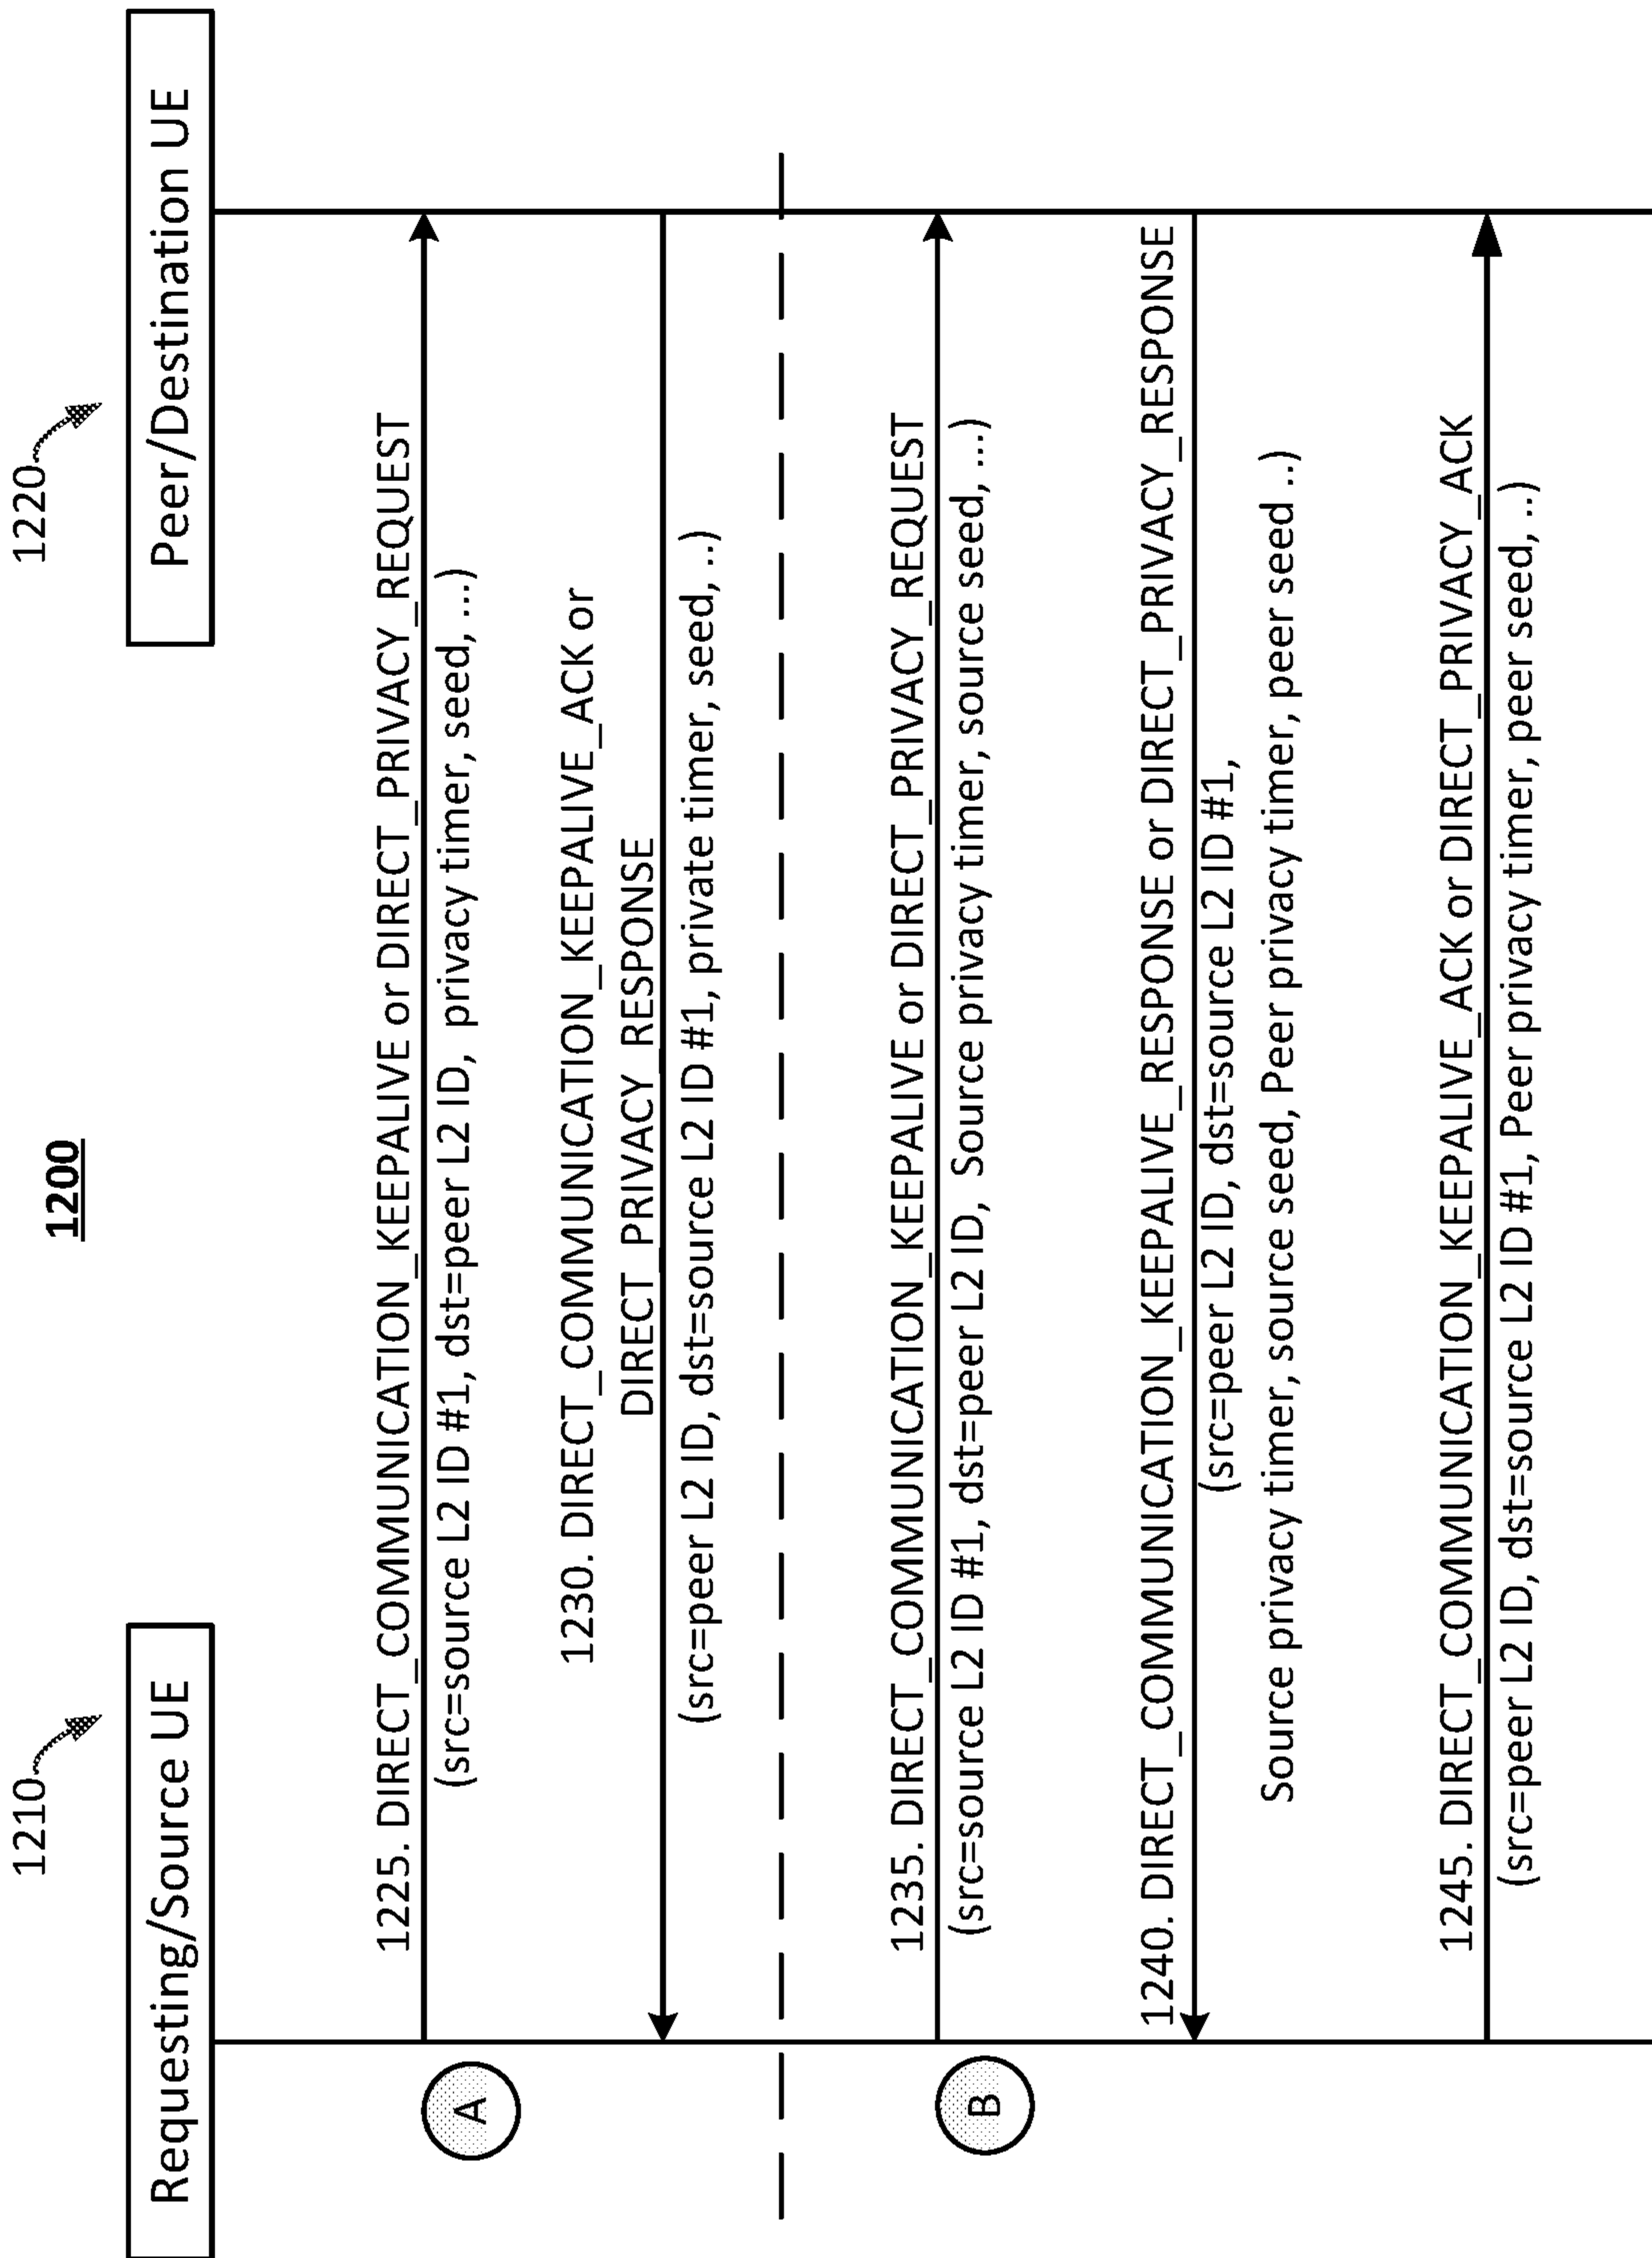 1200
1210
1220
Requesting/Source UE
Peer/Destination UE
A
1225. DIRECT_COMMUNICATION_KEEPALIVE or DIRECT_PRIVACY_REQUEST
(src=source L2 ID #1, dst=peer L2 ID, privacy timer, seed, ...)
1230. DIRECT_COMMUNICATION_KEEPALIVE_ACK or
DIRECT_PRIVACY_RESPONSE
(src=peer L2 ID, dst=source L2 ID #1, private timer, seed, ..)
B
1235. DIRECT_COMMUNICATION_KEEPALIVE or DIRECT_PRIVACY_REQUEST
(src=source L2 ID #1, dst=peer L2 ID, Source privacy timer, source seed, ...)
1240. DIRECT_COMMUNICATION_KEEPALIVE_RESPONSE or DIRECT_PRIVACY_RESPONSE
(src=peer L2 ID, dst=source L2 ID #1,
Source privacy timer, source seed, Peer privacy timer, peer seed ..)
1245. DIRECT_COMMUNICATION_KEEPALIVE_ACK or DIRECT_PRIVACY_ACK
(src=peer L2 ID, dst=source L2 ID #1, Peer privacy timer, peer seed, ..)